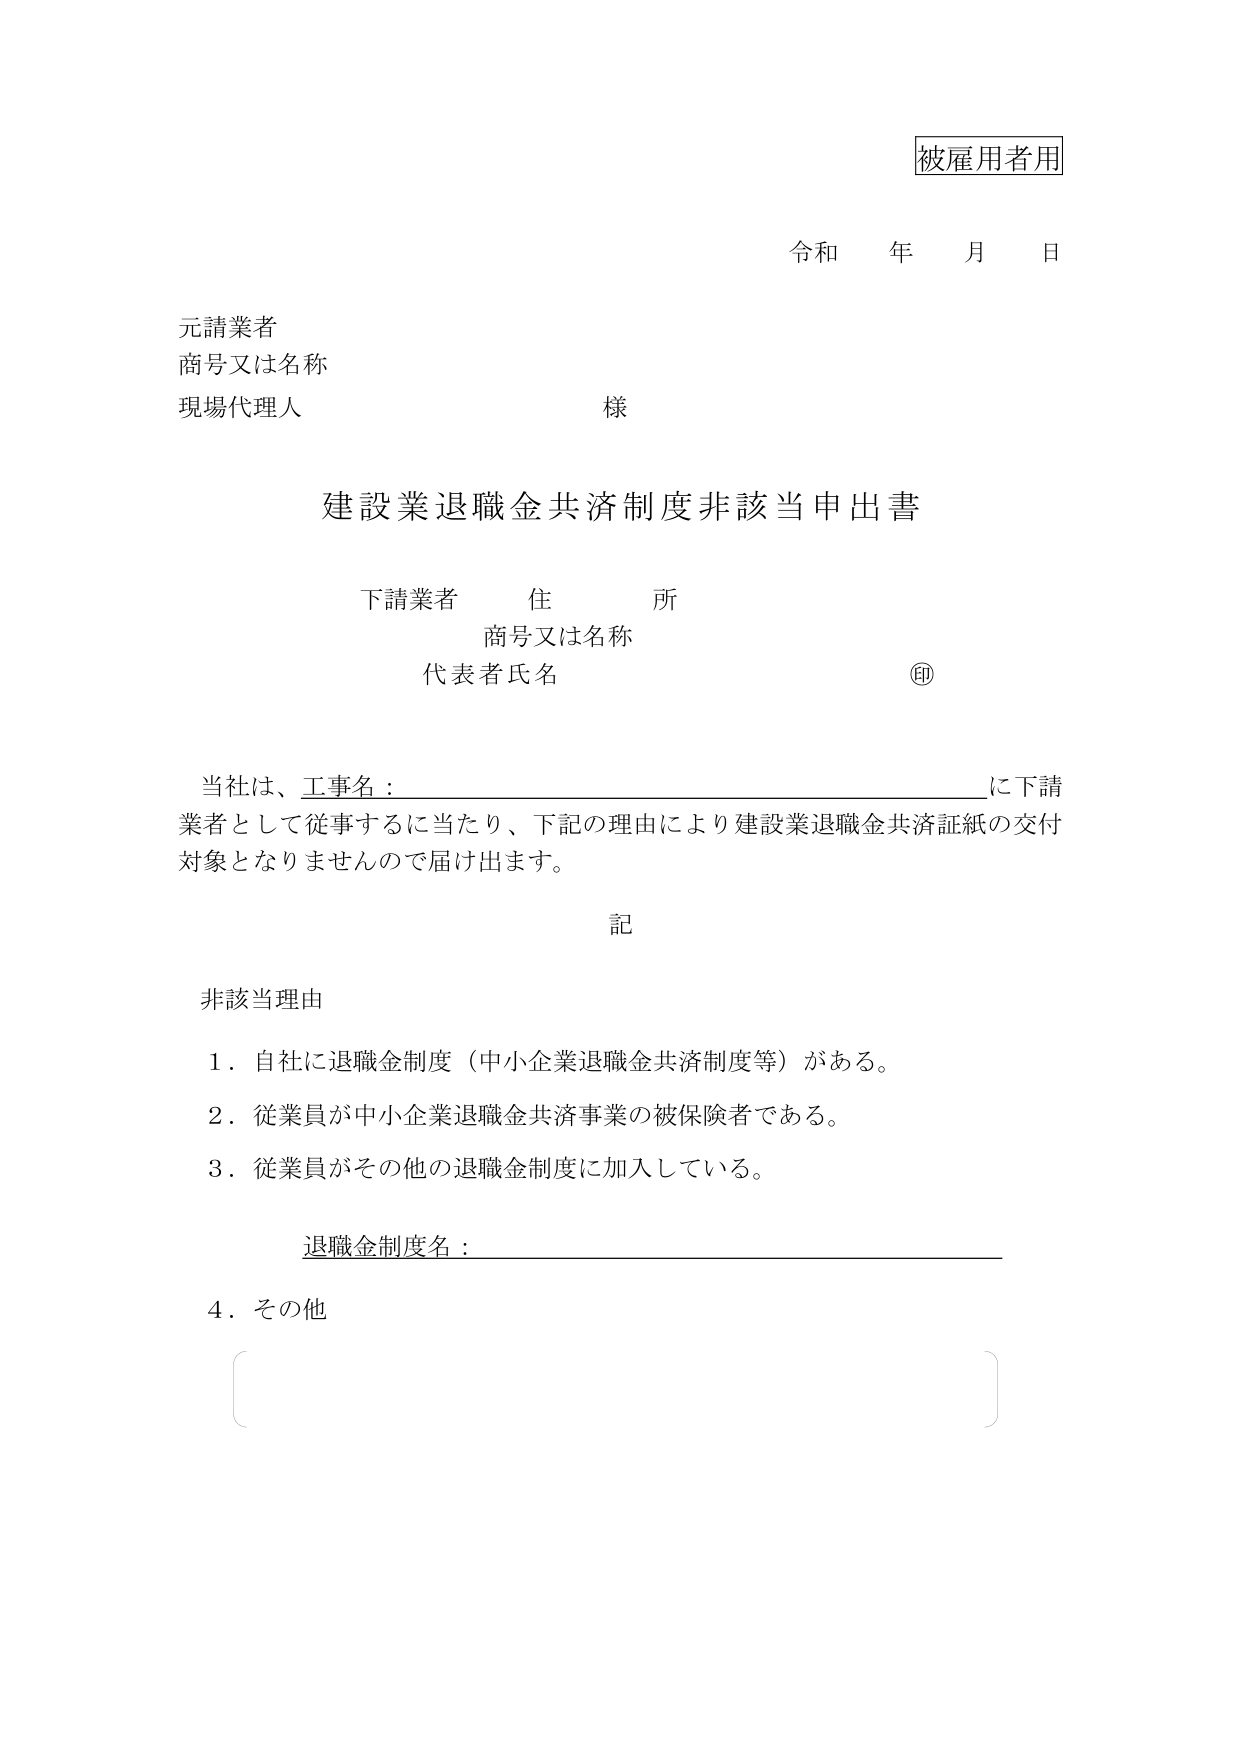 被雇用者用
令和　　年　　月　　日
元請業者
商号又は名称
現場代理人　　　　　　　　　　　　様
建設業退職金共済制度非該当申出書
下請業者　　住　　　　所
商号又は名称
代表者氏名　　　　　　　　　　　　　　㊞
当社は、工事名：　　　　　　　　　　　　　　　　　　　　　　　　に下請
業者として従事するに当たり、下記の理由により建設業退職金共済証紙の交付
対象となりませんので届け出ます。
記
非該当理由
１．自社に退職金制度（中小企業退職金共済制度等）がある。
２．従業員が中小企業退職金共済事業の被保険者である。
３．従業員がその他の退職金制度に加入している。
退職金制度名：
４．その他